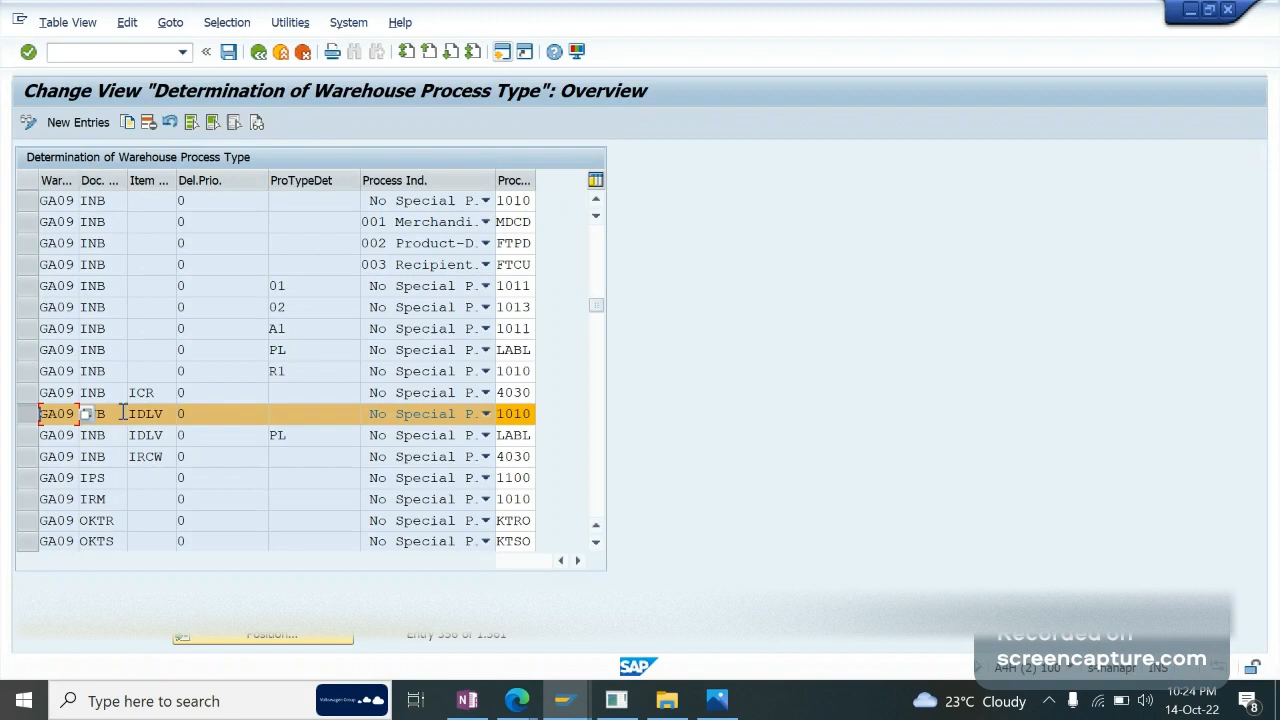 Table View Edit Goto Selection Utilities System Help
Change View "Determination of Warehouse Process Type": Overview
New Entries
Determination of Warehouse Process Type
War... Doc. ... Item ... Del.Prio. ProTypeDet Process Ind. Proc...
GA09 INB 0 No Special P. 1010
GA09 INB 0 001 Merchandi. MDCD
GA09 INB 0 002 Product-D. FTPD
GA09 INB 0 003 Recipient. FTCU
GA09 INB 0 01 No Special P. 1011
GA09 INB 0 02 No Special P. 1013
GA09 INB 0 A1 No Special P. 1011
GA09 INB 0 PL No Special P. LABL
GA09 INB 0 R1 No Special P. 1010
GA09 INB ICR 0 No Special P. 4030
GA09 B IDLV 0 No Special P. 1010
GA09 INB IDLV 0 PL No Special P. LABL
GA09 INB IRCW 0 No Special P. 4030
GA09 IPS 0 No Special P. 1100
GA09 IRM 0 No Special P. 1010
GA09 OKTR 0 No Special P. KTRO
GA09 OKTS 0 No Special P. KTSO
Position...
Recorded on
screencapture.com
SAP
A4H (2) 100
INS
Type here to search
23°C Cloudy
10:24 PM
14-Oct-22
8